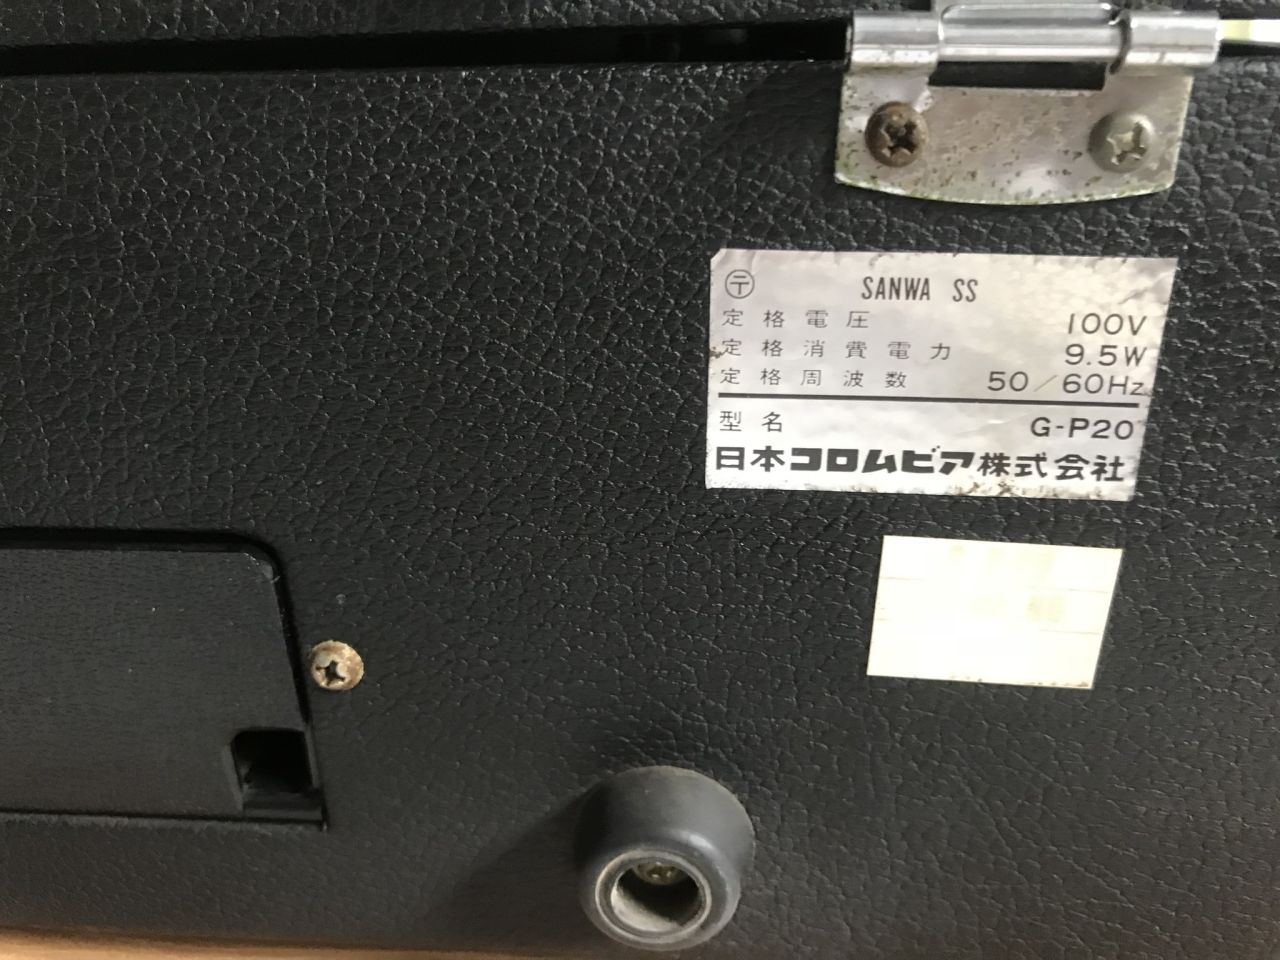 〒 SANWA SS
定格電圧 100V
定格消費電力 9.5W
定格周波数 50/60Hz
型名 G-P20
日本コロムビア株式会社